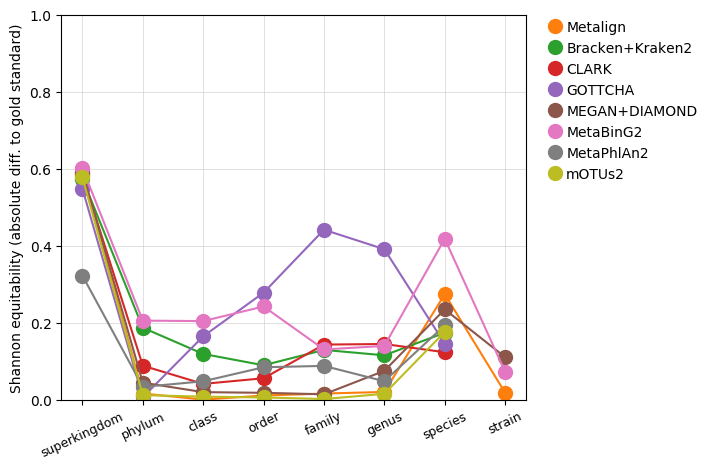 Shannon equitability (absolute diff. to gold standard)
1.0
0.8
0.6
0.4
0.2
0.0
superkingdom
phylum
class
order
family
genus
species
strain
Metalign
Bracken+Kraken2
CLARK
GOTTCHA
MEGAN+DIAMOND
MetaBinG2
MetaPhlAn2
mOTUs2